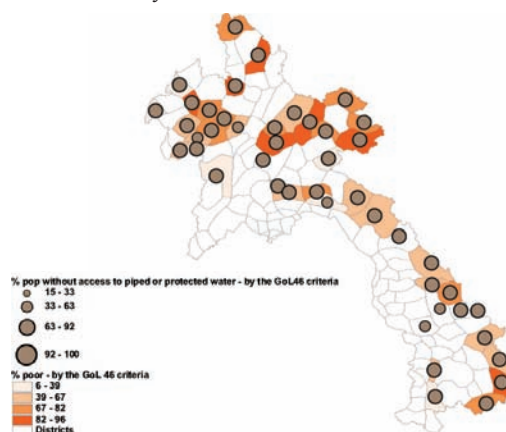 % pop without access to piped or protected water - by the GoL46 criteria
15 - 33
33 - 63
63 - 92
92 - 100
% poor - by the GoL 46 criteria
6 - 39
39 - 67
67 - 82
82 - 96
Districts